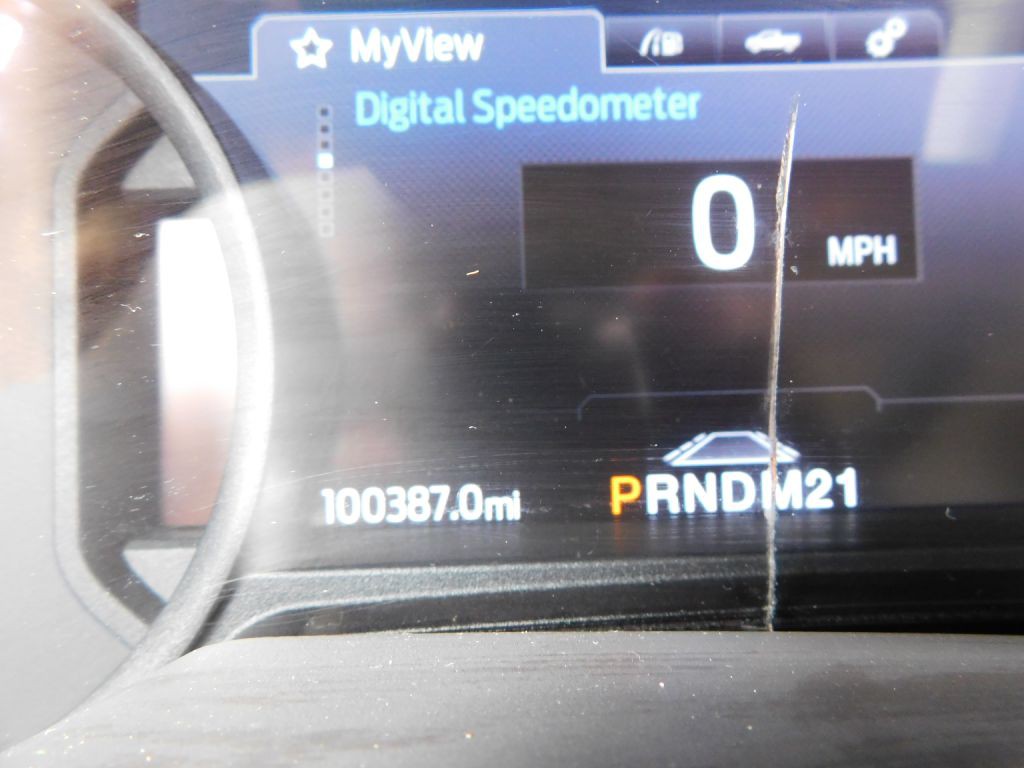 MyView
Digital Speedometer
0 MPH
100387.0mi PRNDM21